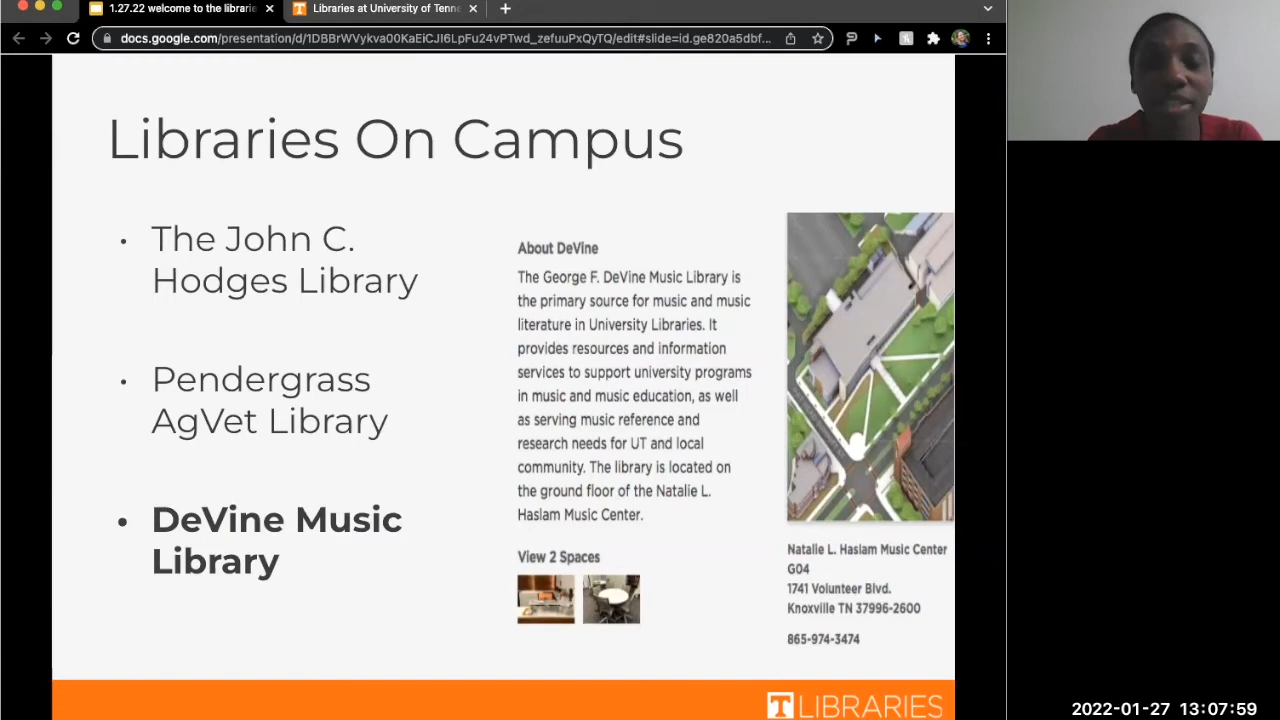 1.27.22 welcome to the librarie
Libraries at University of Tenne
docs.google.com/presentation/d/1DBBrWVykva00KaEiCJI6LpFu24vPTwd_zefuuPxQyTQ/edit#slide=id.ge820a5dbf...
Libraries On Campus
• The John C.
Hodges Library
• Pendergrass
AgVet Library
• DeVine Music
Library
About DeVine
The George F. DeVine Music Library is
the primary source for music and music
literature in University Libraries. It
provides resources and information
services to support university programs
in music and music education, as well
as serving music reference and
research needs for UT and local
community. The library is located on
the ground floor of the Natalie L.
Haslam Music Center.
View 2 Spaces
Natalie L. Haslam Music Center
G04
1741 Volunteer Blvd.
Knoxville TN 37996-2600
865-974-3474
T LIBRARIES
2022-01-27 13:07:59